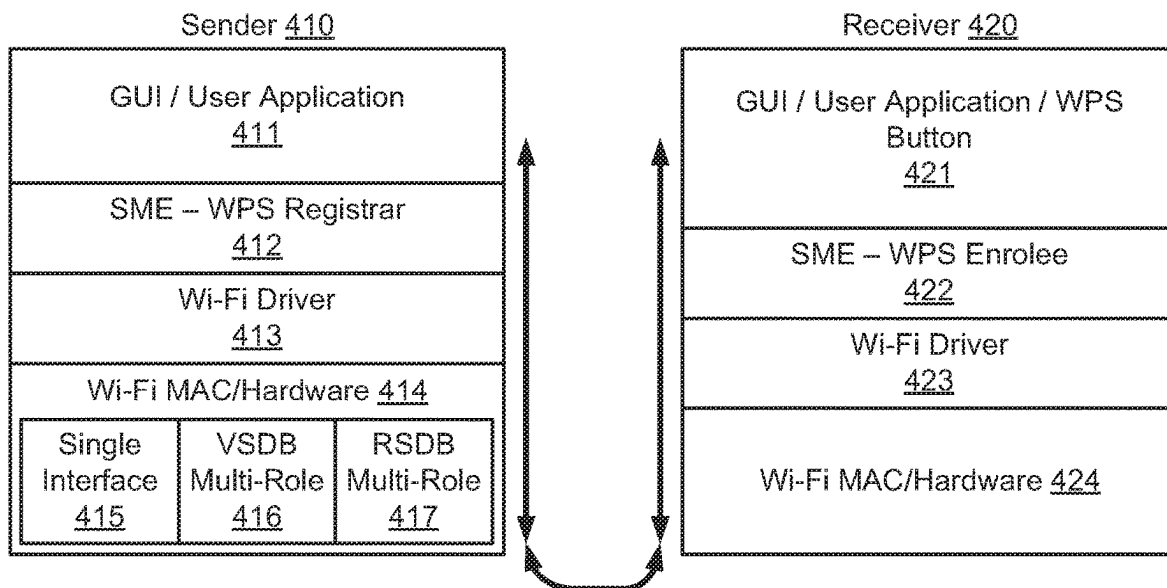 Sender 410
GUI / User Application
411
SME – WPS Registrar
412
Wi-Fi Driver
413
Wi-Fi MAC/Hardware 414
Single
Interface
415
VSDB
Multi-Role
416
RSDB
Multi-Role
417
Receiver 420
GUI / User Application / WPS
Button
421
SME – WPS Enrolee
422
Wi-Fi Driver
423
Wi-Fi MAC/Hardware 424